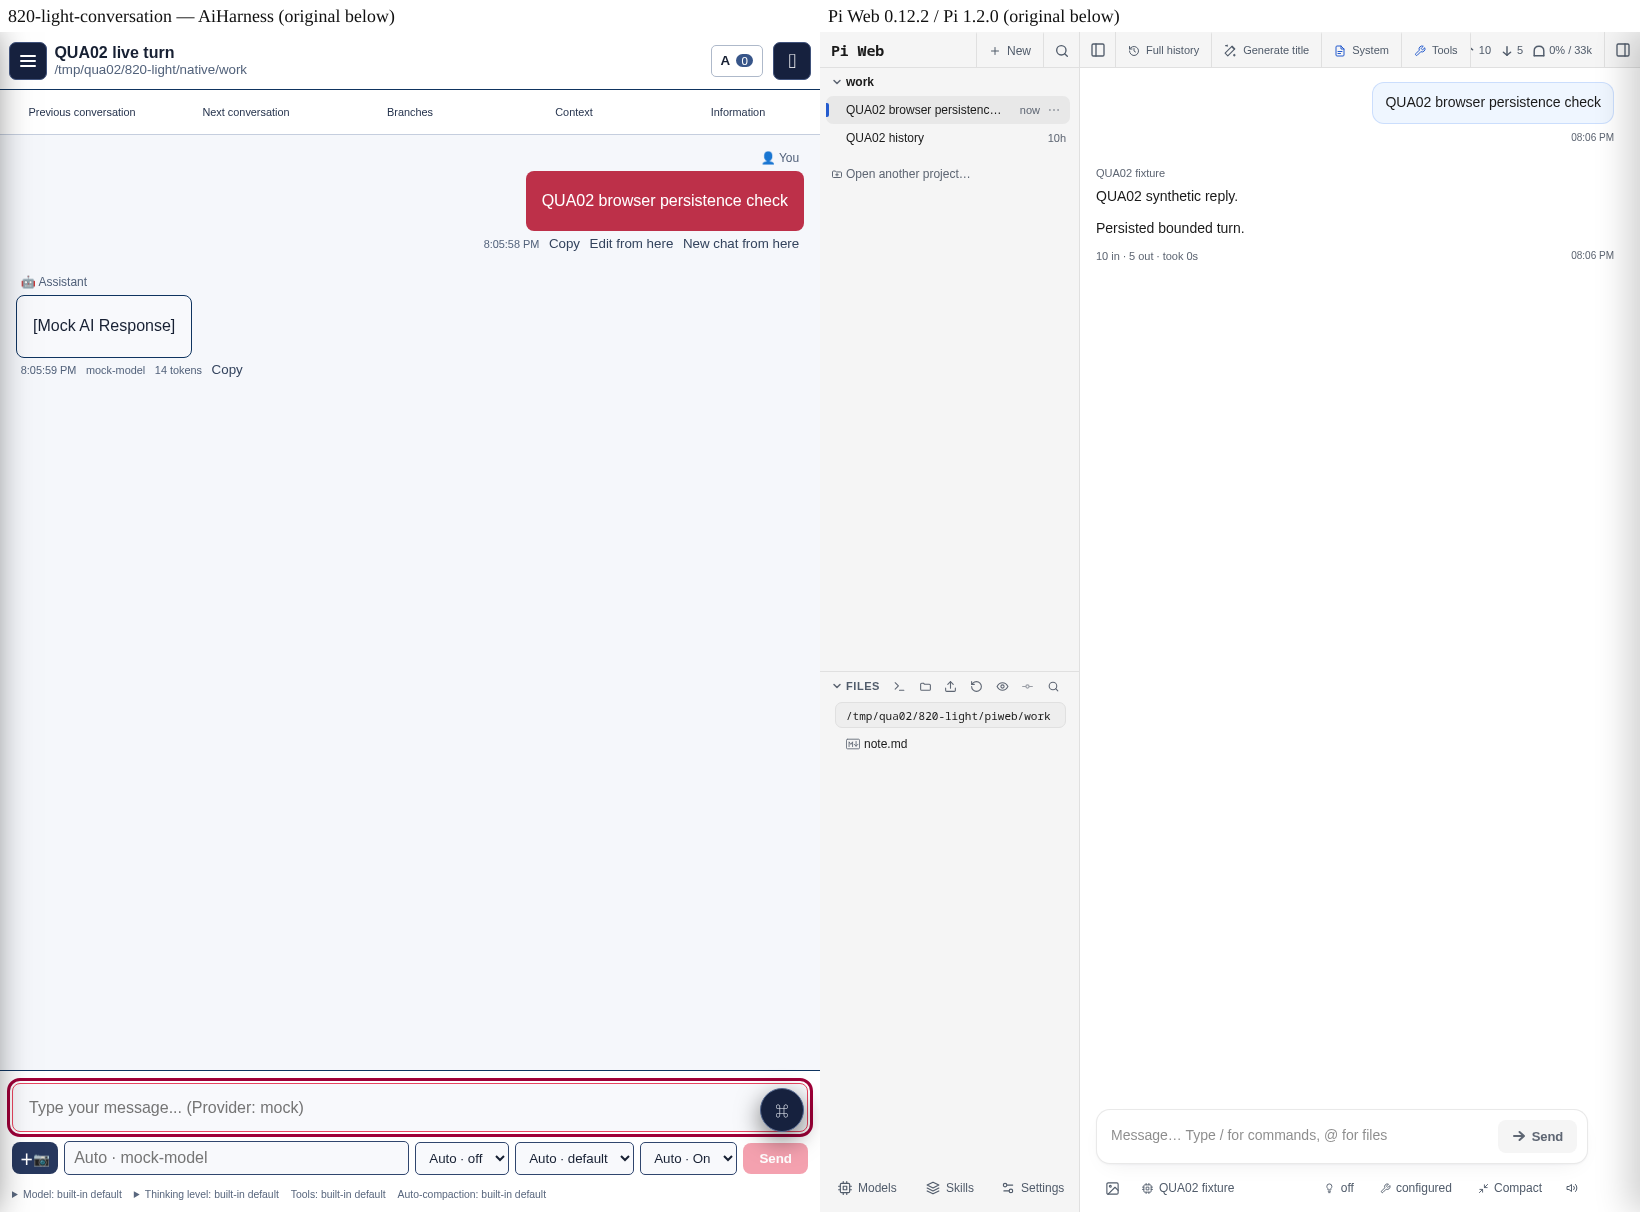 820-light-conversation — AiHarness (original below)
QUA02 live turn
/tmp/qua02/820-light/native/work
A 0
Previous conversation Next conversation Branches Context Information
👤 You
QUA02 browser persistence check
8:05:58 PM Copy Edit from here New chat from here
🤖 Assistant
[Mock AI Response]
8:05:59 PM mock-model 14 tokens Copy
Type your message... (Provider: mock)
Auto · mock-model Auto · off Auto · default Auto · On Send
Model: built-in default Thinking level: built-in default Tools: built-in default Auto-compaction: built-in default
Pi Web 0.12.2 / Pi 1.2.0 (original below)
Pi Web New Full history Generate title System Tools 10 5 0% / 33k
work
QUA02 browser persistenc… now ···
QUA02 history 10h
Open another project…
FILES
/tmp/qua02/820-light/piweb/work
note.md
Models Skills Settings
QUA02 browser persistence check
08:06 PM
QUA02 fixture
QUA02 synthetic reply.
Persisted bounded turn.
10 in · 5 out · took 0s 08:06 PM
Message… Type / for commands, @ for files Send
QUA02 fixture off configured Compact